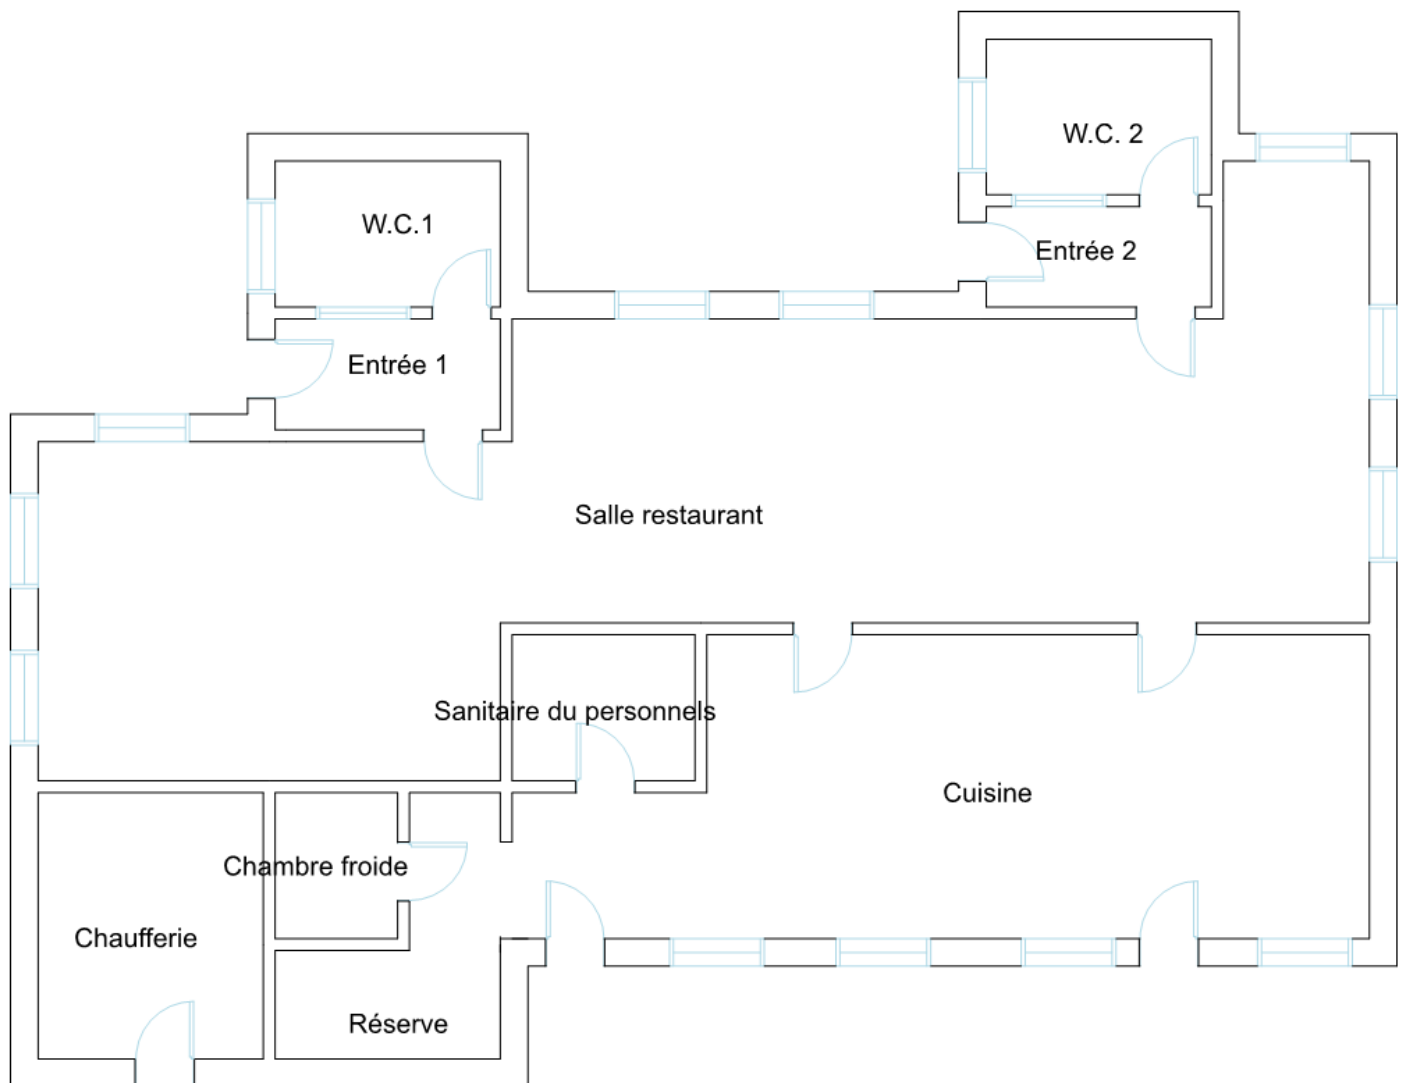 W.C. 2
W.C.1
Entrée 2
Entrée 1
Salle restaurant
Sanitaire du personnels
Cuisine
Chambre froide
Chaufferie
Réserve